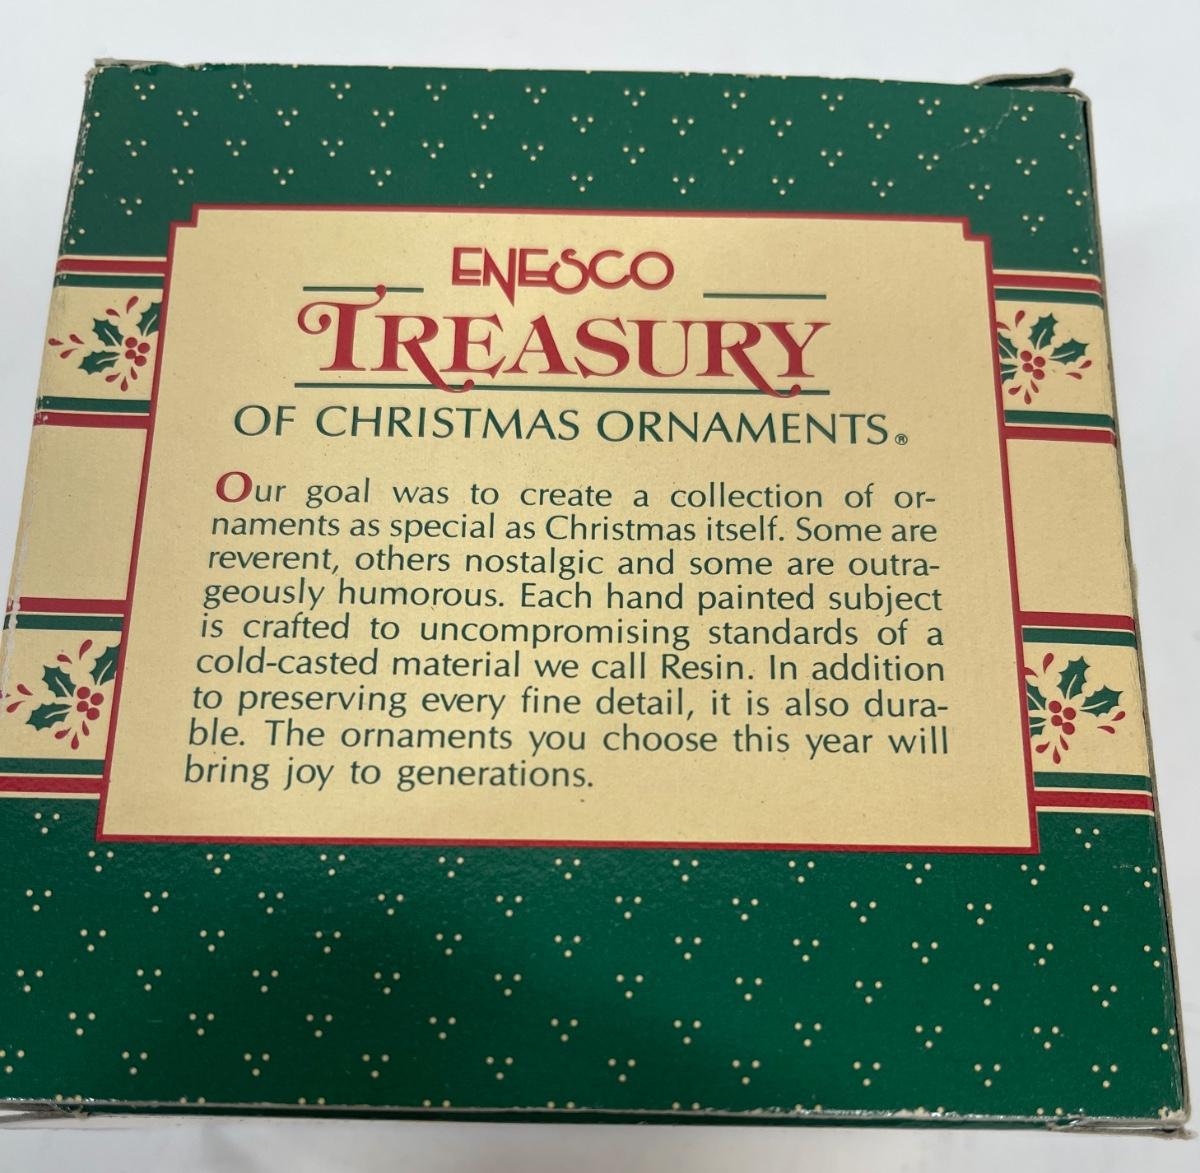 ENESCO
TREASURY
OF CHRISTMAS ORNAMENTS®
Our goal was to create a collection of or-
naments as special as Christmas itself. Some are
reverent, others nostalgic and some are outra-
geously humorous. Each hand painted subject
is crafted to uncompromising standards of a
cold-casted material we call Resin. In addition
to preserving every fine detail, it is also dura-
ble. The ornaments you choose this year will
bring joy to generations.